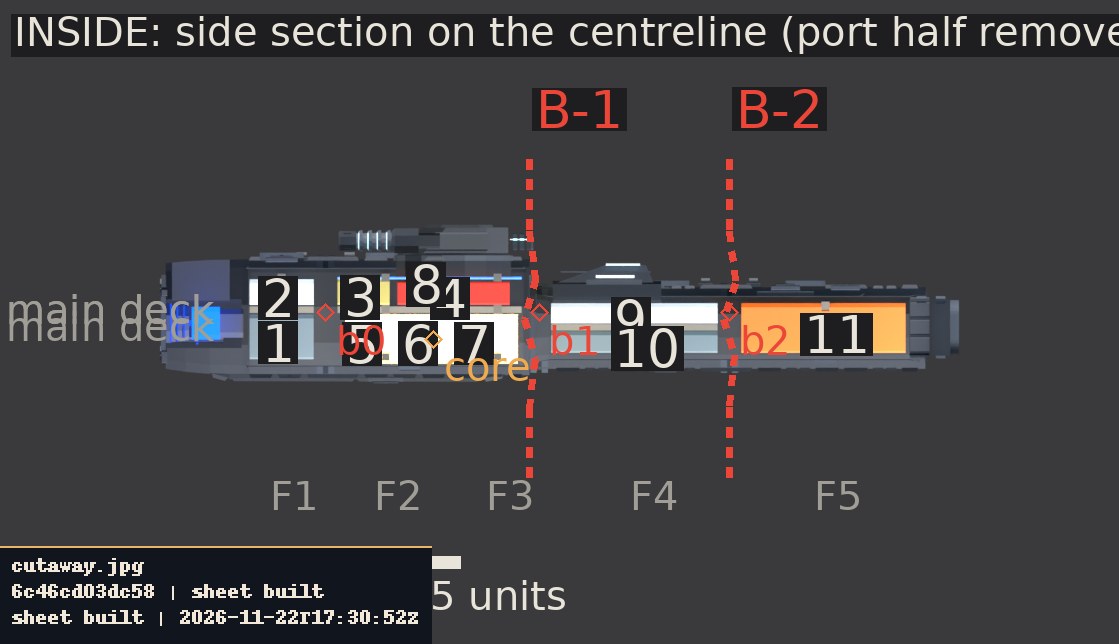 INSIDE: side section on the centreline (port half remove
B-1
B-2
8
2
3
4
9
main deck
main deck
1
b0
5
6
7
b1
10
b2
11
core
F1
F2
F3
F4
F5
cutaway.jpg
6c46cd03dc58 | sheet built
sheet built | 2026-11-22T17:30:52Z
5 units